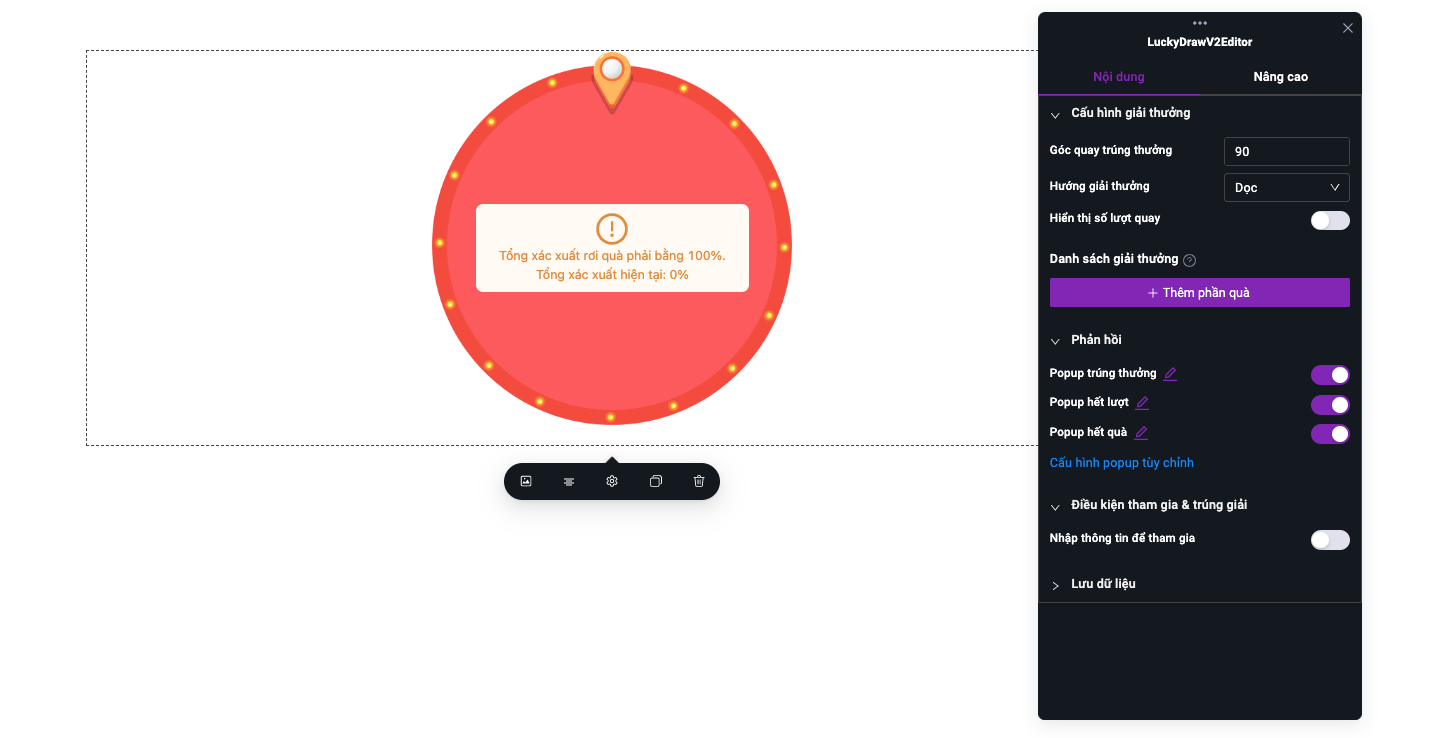 LuckyDrawV2Editor
Nội dung
Nâng cao
Cấu hình giải thưởng
Góc quay trúng thưởng
90
Hướng giải thưởng
Dọc
Hiển thị số lượt quay
Danh sách giải thưởng
+ Thêm phần quà
Phản hồi
Popup trúng thưởng
Popup hết lượt
Popup hết quà
Cấu hình popup tùy chỉnh
Điều kiện tham gia & trúng giải
Nhập thông tin để tham gia
Lưu dữ liệu
Tổng xác xuất rơi quà phải bằng 100%.
Tổng xác xuất hiện tại: 0%